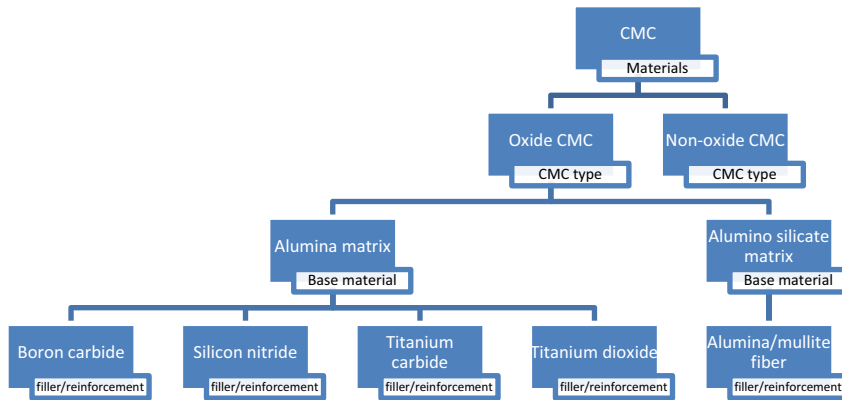 CMC
Materials
Oxide CMC
CMC type
Non-oxide CMC
CMC type
Alumina matrix
Base material
Alumino silicate
matrix
Base material
Boron carbide
filler/reinforcement
Silicon nitride
filler/reinforcement
Titanium
carbide
filler/reinforcement
Titanium dioxide
filler/reinforcement
Alumina/mullite
fiber
filler/reinforcement